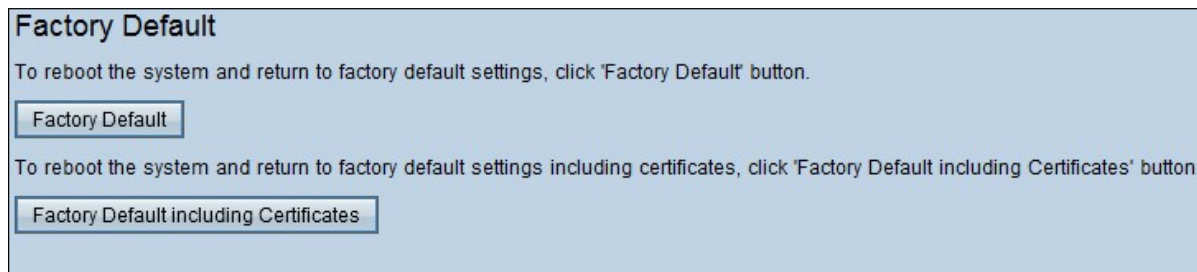 Factory Default
To reboot the system and return to factory default settings, click 'Factory Default' button.
Factory Default
To reboot the system and return to factory default settings including certificates, click 'Factory Default including Certificates' button.
Factory Default including Certificates